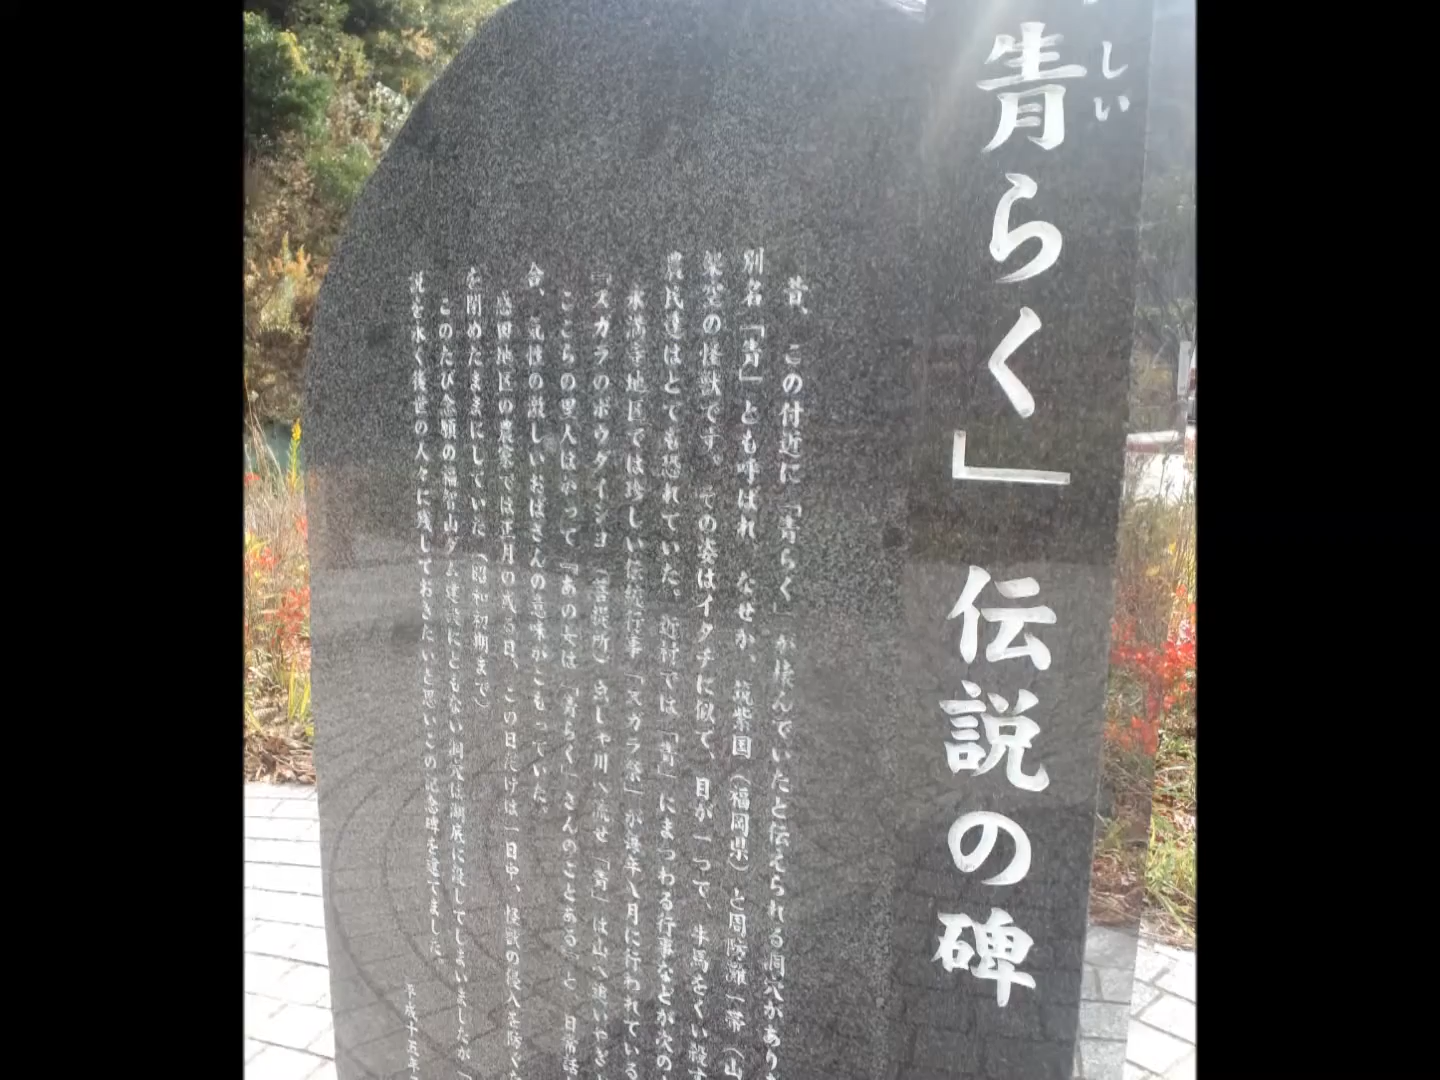 青らく」伝説の碑
しい
昔、この付近に「青らく」が棲んでいたと伝えられる洞穴があり
別名「青」とも呼ばれ なぜか、筑紫国(福岡県)と周防灘一帯(山
架空の怪獣です。その姿はイタチに似て、目が一つで、牛馬をくい殺す
農民達はとても恐れていた。近村では「青」にまつわる行事などが次の
永満寺地区では珍しい伝統行事「スガラ祭」が毎年八月に行われている
『スガラのボウダインヨ(菩提所)点しゃ川へ流せ「青」は山へ追いやぎ
ここらの里人はかって『あの女は「青らく」さんのことある』と、日常話
合、気性の激しいおばさんの意味がこもっていた。
感田地区の農家では正月の或る日、この日だけは一日中、怪獣の侵入を防ぐ
を閉めたままにしていた(昭和初期まで)
このたび念願の福智山ダム建設にともない洞穴は湖底に没してしまいましたが「
説を永く後世の人々に残しておきたいと思いこの記念碑を建てました。
平成十五年